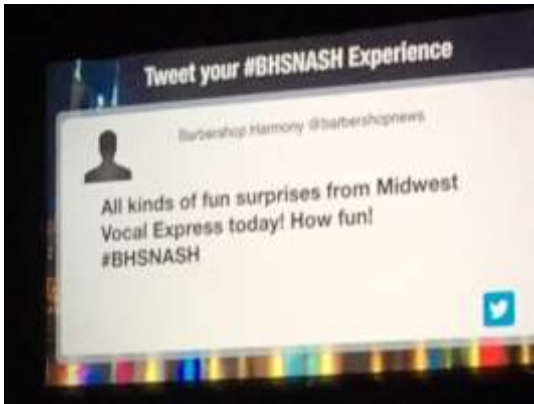 Tweet your #BHSNASH Experience
Barbershop Harmony @barbershopnews
All kinds of fun surprises from Midwest
Vocal Express today! How fun!
#BHSNASH